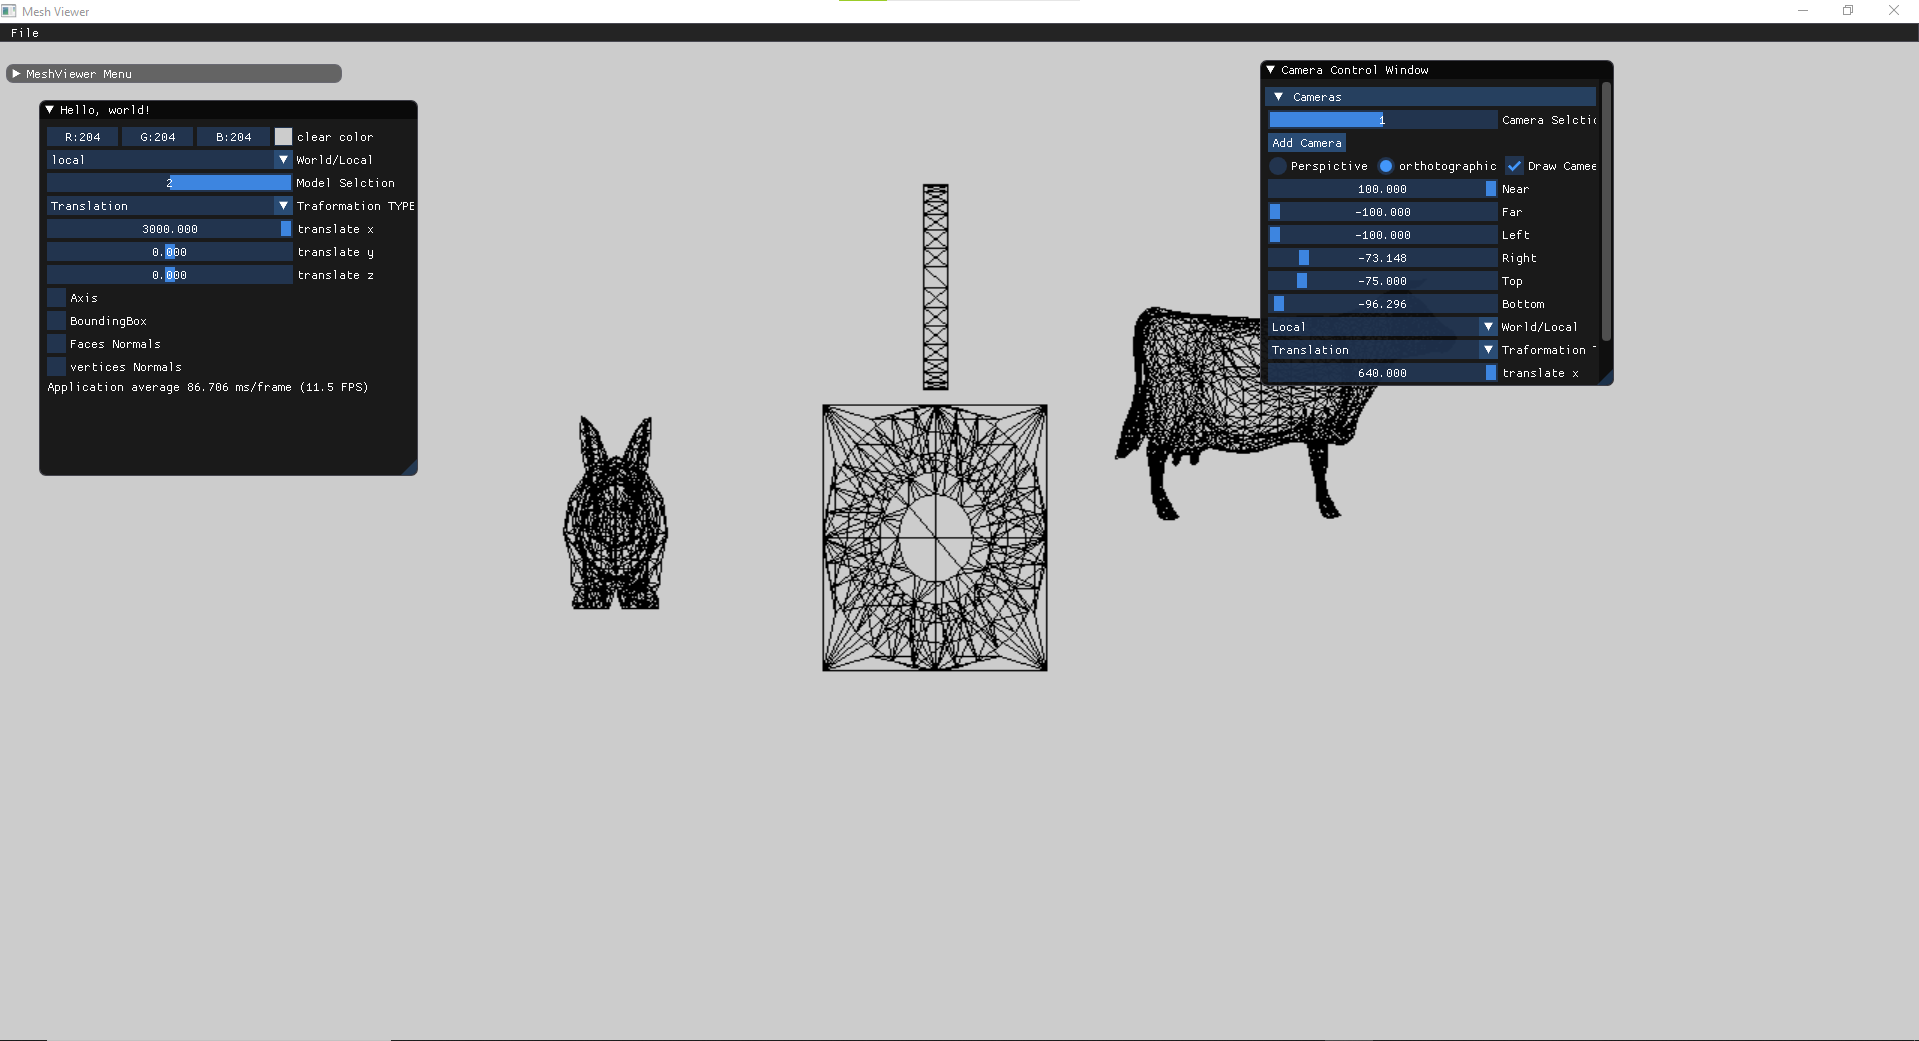 Mesh Viewer
File
MeshViewer Menu
Hello, world!
R:204 G:204 B:204 clear color
local World/Local
2 Model Selction
Translation Traformation TYPE
3000.000 translate x
0.000 translate y
0.000 translate z
Axis
BoundingBox
Faces Normals
vertices Normals
Application average 86.706 ms/frame (11.5 FPS)
Camera Control Window
Cameras
1 Camera Selctio
Add Camera
Perspictive orthotographic Draw Camee
100.000 Near
-100.000 Far
-100.000 Left
-73.148 Right
-75.000 Top
-96.296 Bottom
Local World/Local
Translation Traformation T
640.000 translate x